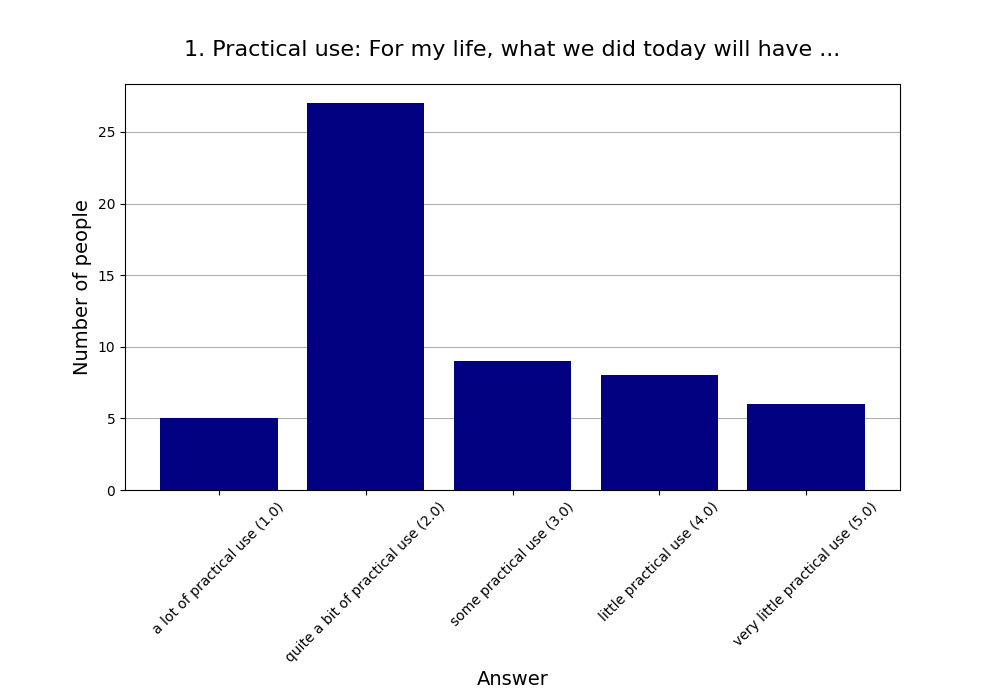 1. Practical use: For my life, what we did today will have ...
Number of people
25
20
15
10
5
0
a lot of practical use (1.0)
quite a bit of practical use (2.0)
some practical use (3.0)
little practical use (4.0)
very little practical use (5.0)
Answer